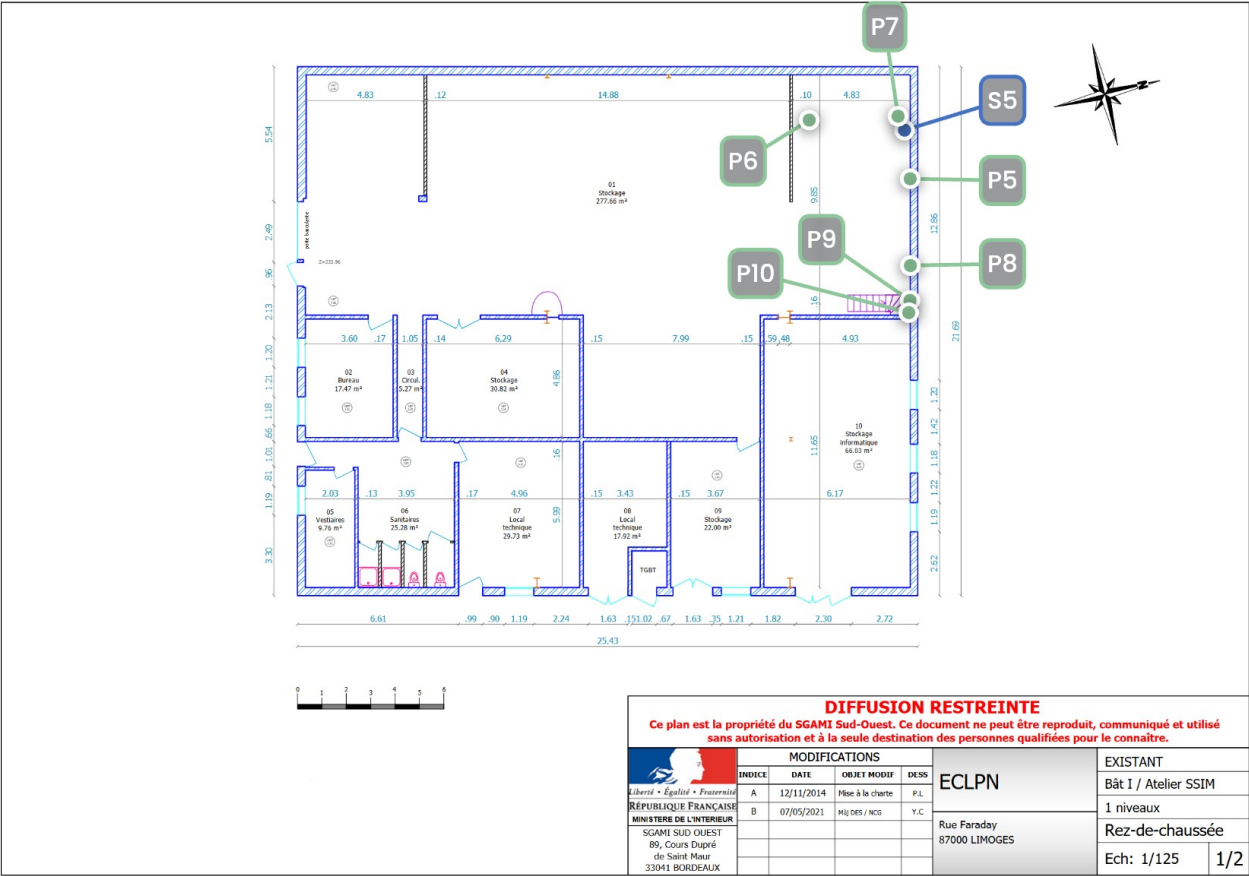 P7
S5
P6
P5
P9
P8
P10
4.83
.12
14.88
.10
4.83
N
5.54
2.49
.96
2.13
1.20
1.21
1.18
.66
1.01
.81
1.19
3.30
porte basculante
Z=333.96
01
Stockage
277.66 m²
9.85
.16
12.86
21.69
3.60
.17
1.05
.14
6.29
.15
7.99
.15
.59
.48
4.93
02
Bureau
17.47 m²
03
Circul.
5.27 m²
04
Stockage
30.82 m²
4.86
.16
5.99
10
Stockage
informatique
66.03 m²
11.65
1.20
1.42
1.18
1.22
1.19
2.62
2.03
.13
3.95
.17
4.96
.15
3.43
.15
3.67
6.17
05
Vestiaires
9.76 m²
06
Sanitaires
25.28 m²
07
Local
technique
29.73 m²
08
Local
technique
17.92 m²
09
Stockage
22.00 m²
TGBT
6.61
.99
.90
1.19
2.24
1.63
.15
1.02
.67
1.63
.35
1.21
1.82
2.30
2.72
25.43
0 1 2 3 4 5 6
DIFFUSION RESTREINTE
Ce plan est la propriété du SGAMI Sud-Ouest. Ce document ne peut être reproduit, communiqué et utilisé
sans autorisation et à la seule destination des personnes qualifiées pour le connaître.
Liberté • Égalité • Fraternité
RÉPUBLIQUE FRANÇAISE
MINISTERE DE L'INTERIEUR
SGAMI SUD OUEST
89, Cours Dupré
de Saint Maur
33041 BORDEAUX
MODIFICATIONS
INDICE DATE OBJET MODIF DESS
A 12/11/2014 Mise à la charte P.L
B 07/05/2021 Màj DES / NCG Y.C
ECLPN
Rue Faraday
87000 LIMOGES
EXISTANT
Bât I / Atelier SSIM
1 niveaux
Rez-de-chaussée
Ech: 1/125
1/2